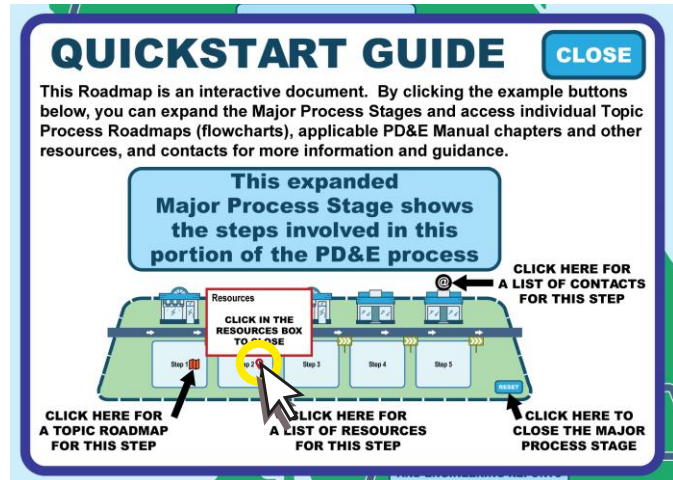 QUICKSTART GUIDE
CLOSE
This Roadmap is an interactive document. By clicking the example buttons
below, you can expand the Major Process Stages and access individual Topic
Process Roadmaps (flowcharts), applicable PD&E Manual chapters and other
resources, and contacts for more information and guidance.
This expanded
Major Process Stage shows
the steps involved in this
portion of the PD&E process
CLICK HERE FOR
A LIST OF CONTACTS
FOR THIS STEP
@
Resources
CLICK IN THE
RESOURCES BOX
TO CLOSE
Step 1
Step 2
Step 3
Step 4
Step 5
RESET
CLICK HERE FOR
A TOPIC ROADMAP
FOR THIS STEP
CLICK HERE FOR
A LIST OF RESOURCES
FOR THIS STEP
CLICK HERE TO
CLOSE THE MAJOR
PROCESS STAGE
AND ENGINEERING REPORTS